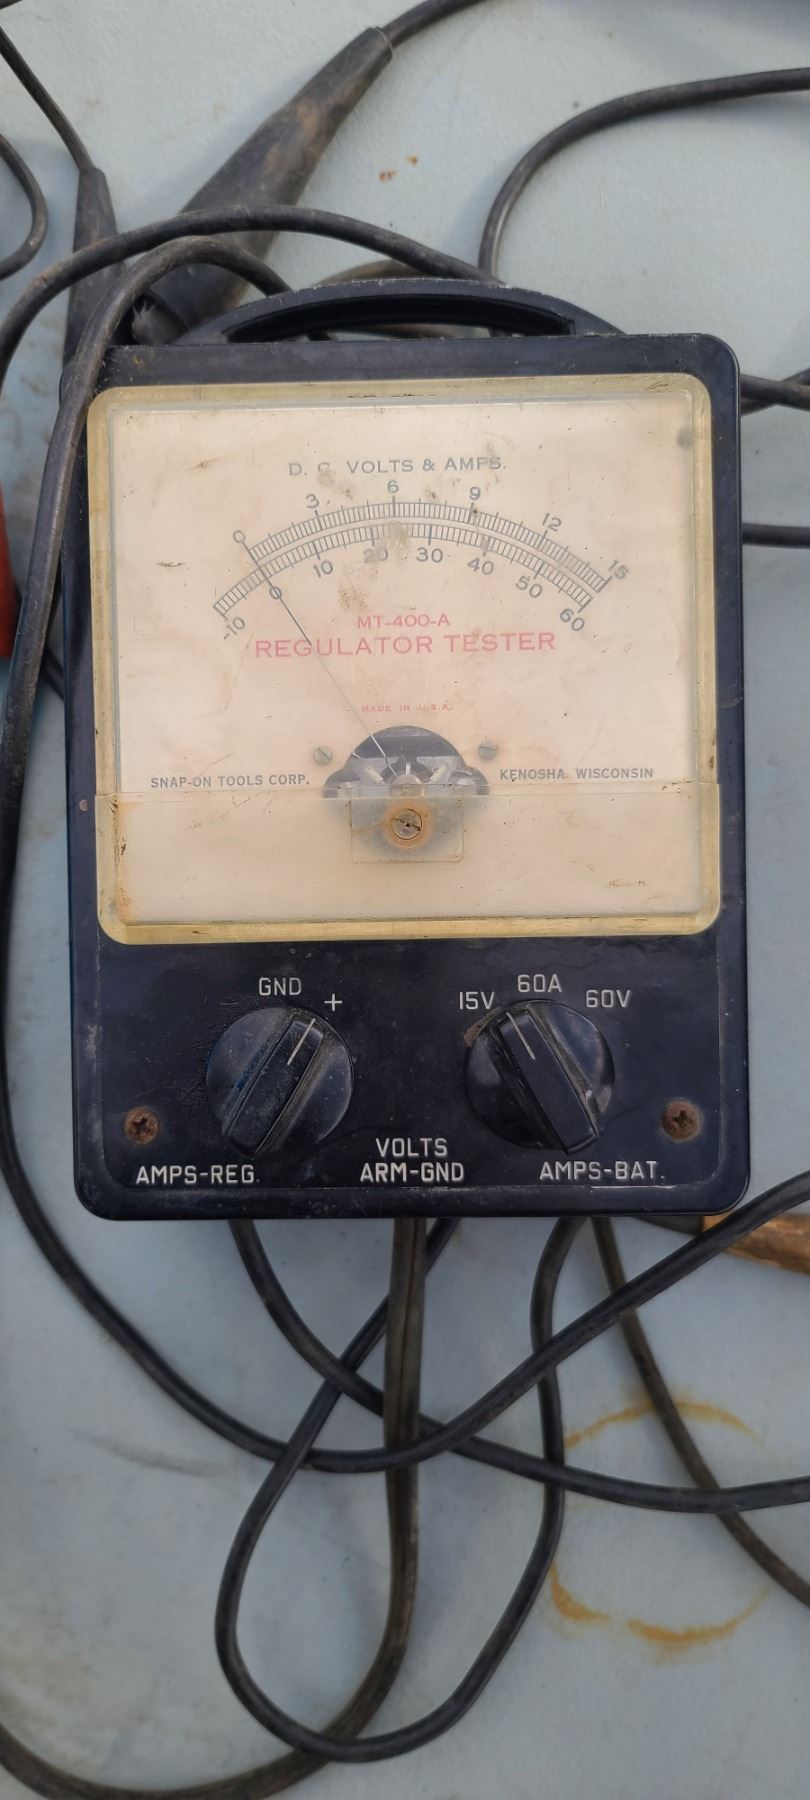 D. C. VOLTS & AMPS.
0 3 6 9 12 15
-10 0 10 20 30 40 50 60
MT-400-A
REGULATOR TESTER
MADE IN U.S.A.
SNAP-ON TOOLS CORP. KENOSHA, WISCONSIN
GND + 15V 60A 60V
VOLTS
AMPS-REG. ARM-GND AMPS-BAT.